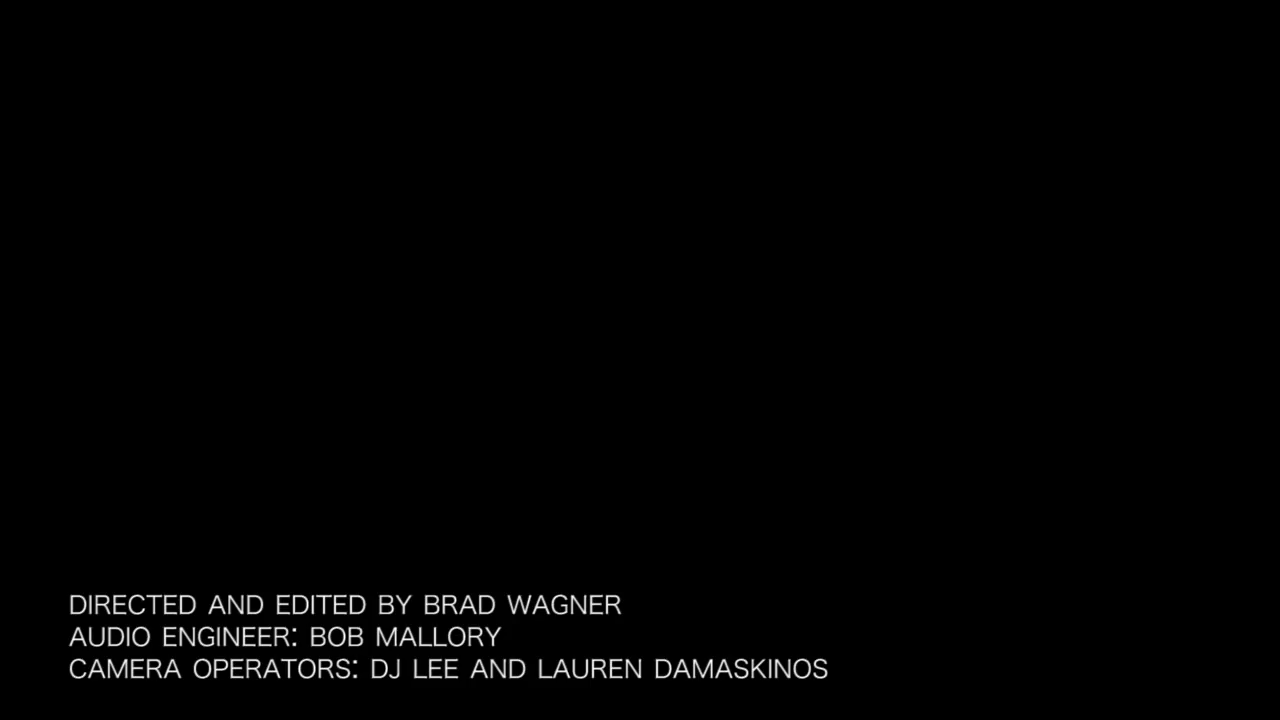 DIRECTED AND EDITED BY BRAD WAGNER
AUDIO ENGINEER: BOB MALLORY
CAMERA OPERATORS: DJ LEE AND LAUREN DAMASKINOS